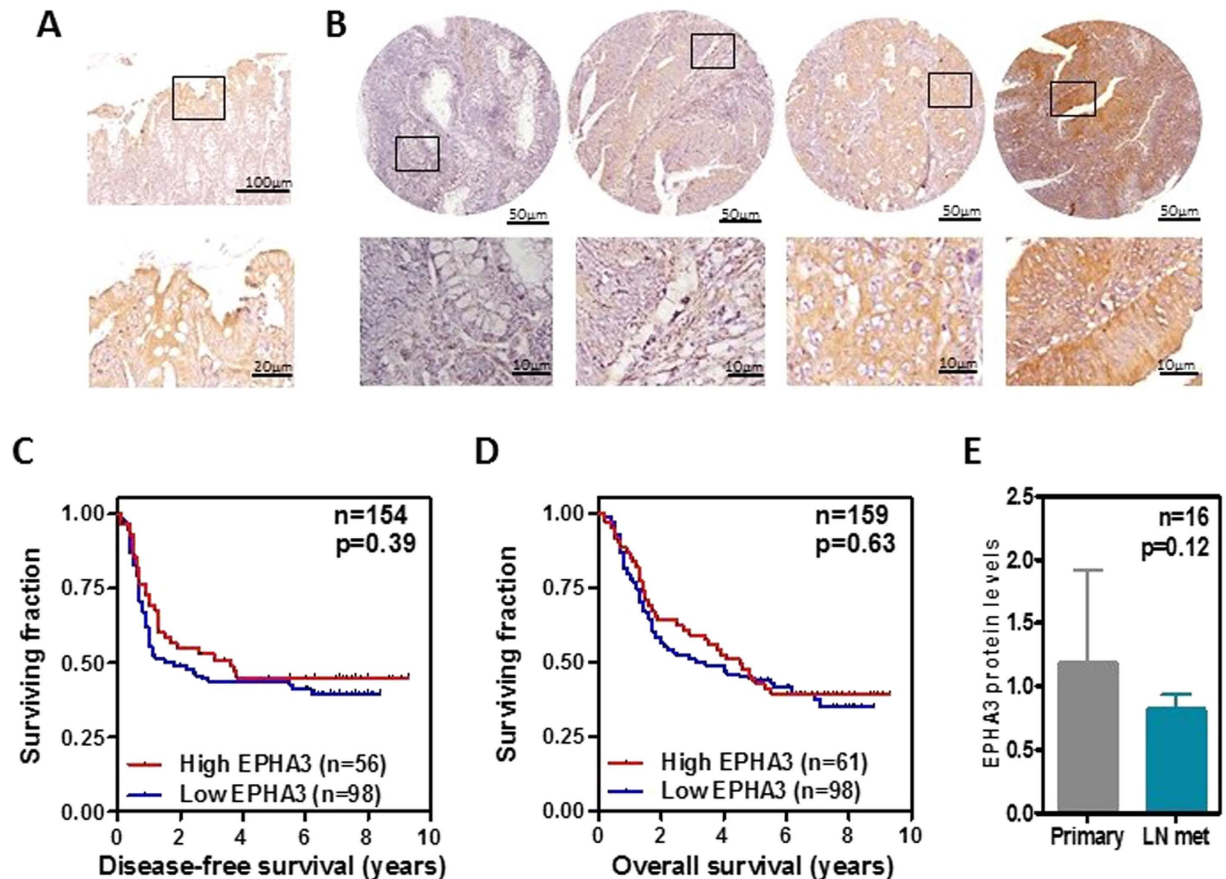 A
B
100µm
50µm
50µm
50µm
50µm
20µm
10µm
10µm
10µm
10µm
C
Surviving fraction
1.00
0.75
0.50
0.25
0.00
n=154
p=0.39
High EPHA3 (n=56)
Low EPHA3 (n=98)
0 2 4 6 8 10
Disease-free survival (years)
D
Surviving fraction
1.00
0.75
0.50
0.25
0.00
n=159
p=0.63
High EPHA3 (n=61)
Low EPHA3 (n=98)
0 2 4 6 8 10
Overall survival (years)
E
EPHA3 protein levels
2.5
2.0
1.5
1.0
0.5
0.0
n=16
p=0.12
Primary LN met